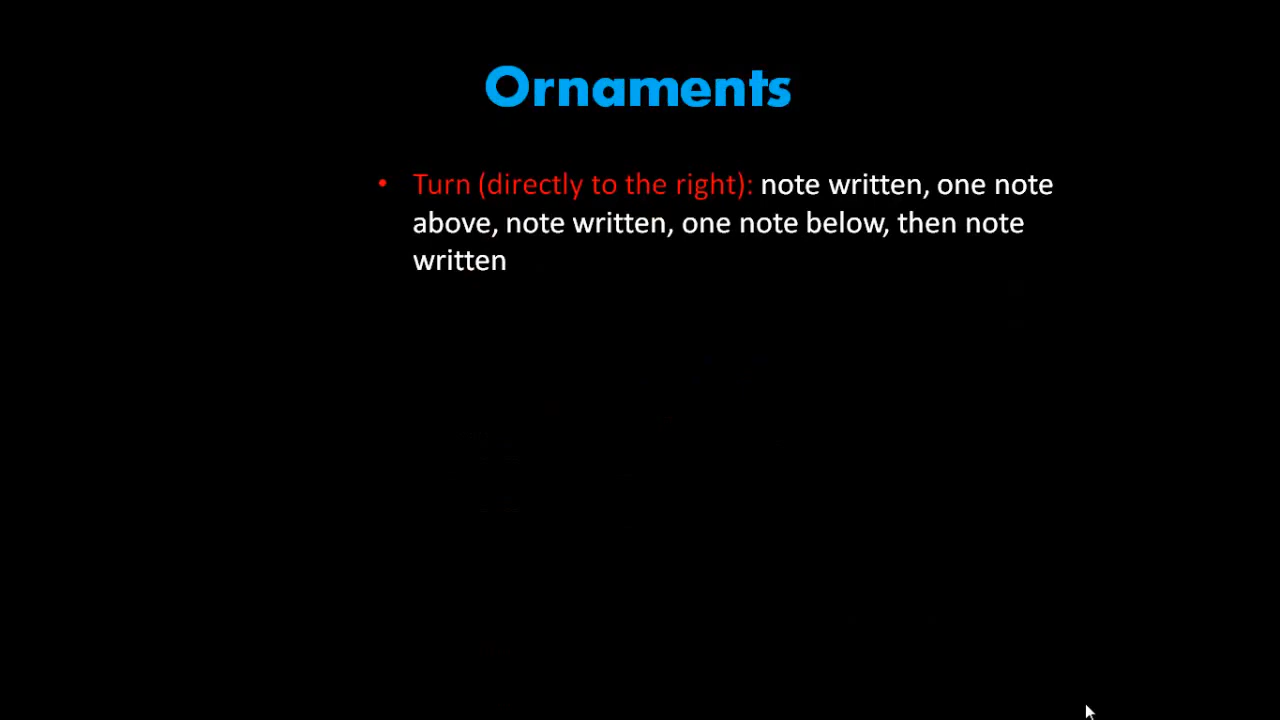 Ornaments
• Turn (directly to the right): note written, one note
above, note written, one note below, then note
written